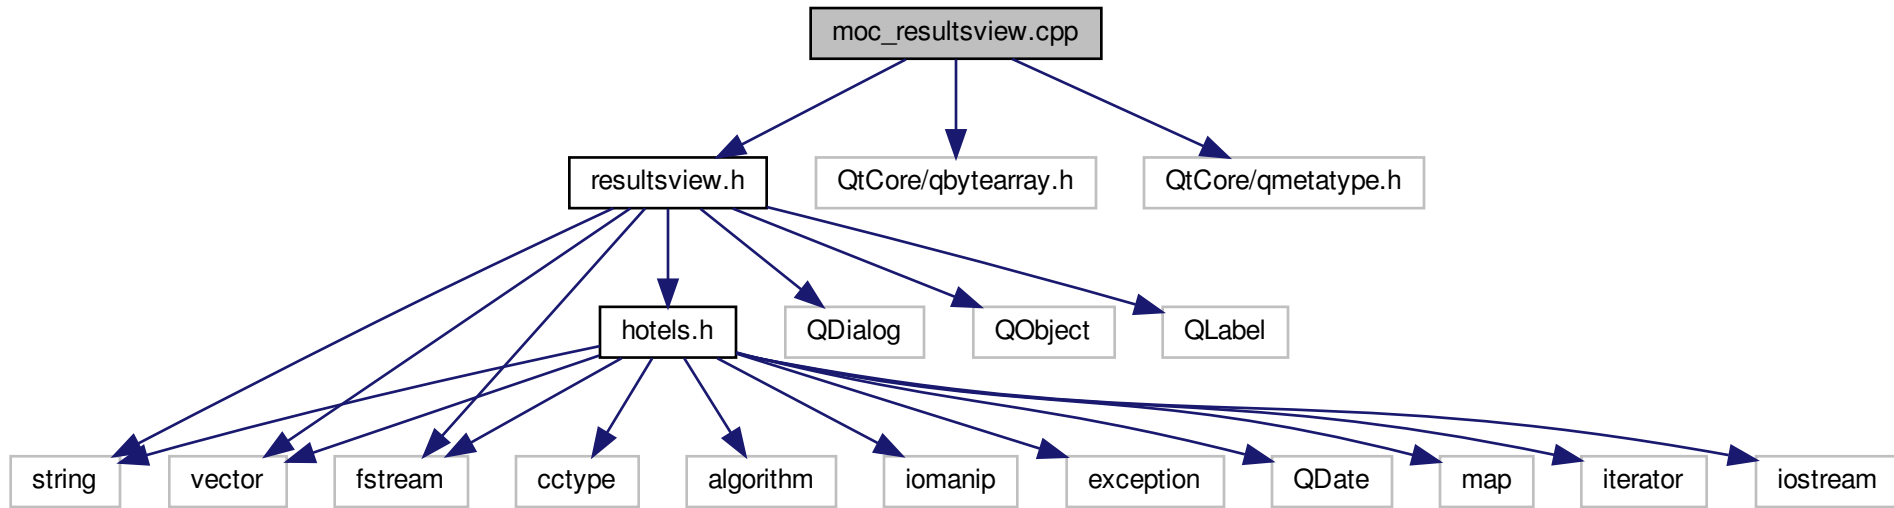 moc_resultsview.cpp
resultsview.h
QtCore/qbytearray.h
QtCore/qmetatype.h
hotels.h
QDialog
QObject
QLabel
string
vector
fstream
cctype
algorithm
iomanip
exception
QDate
map
iterator
iostream